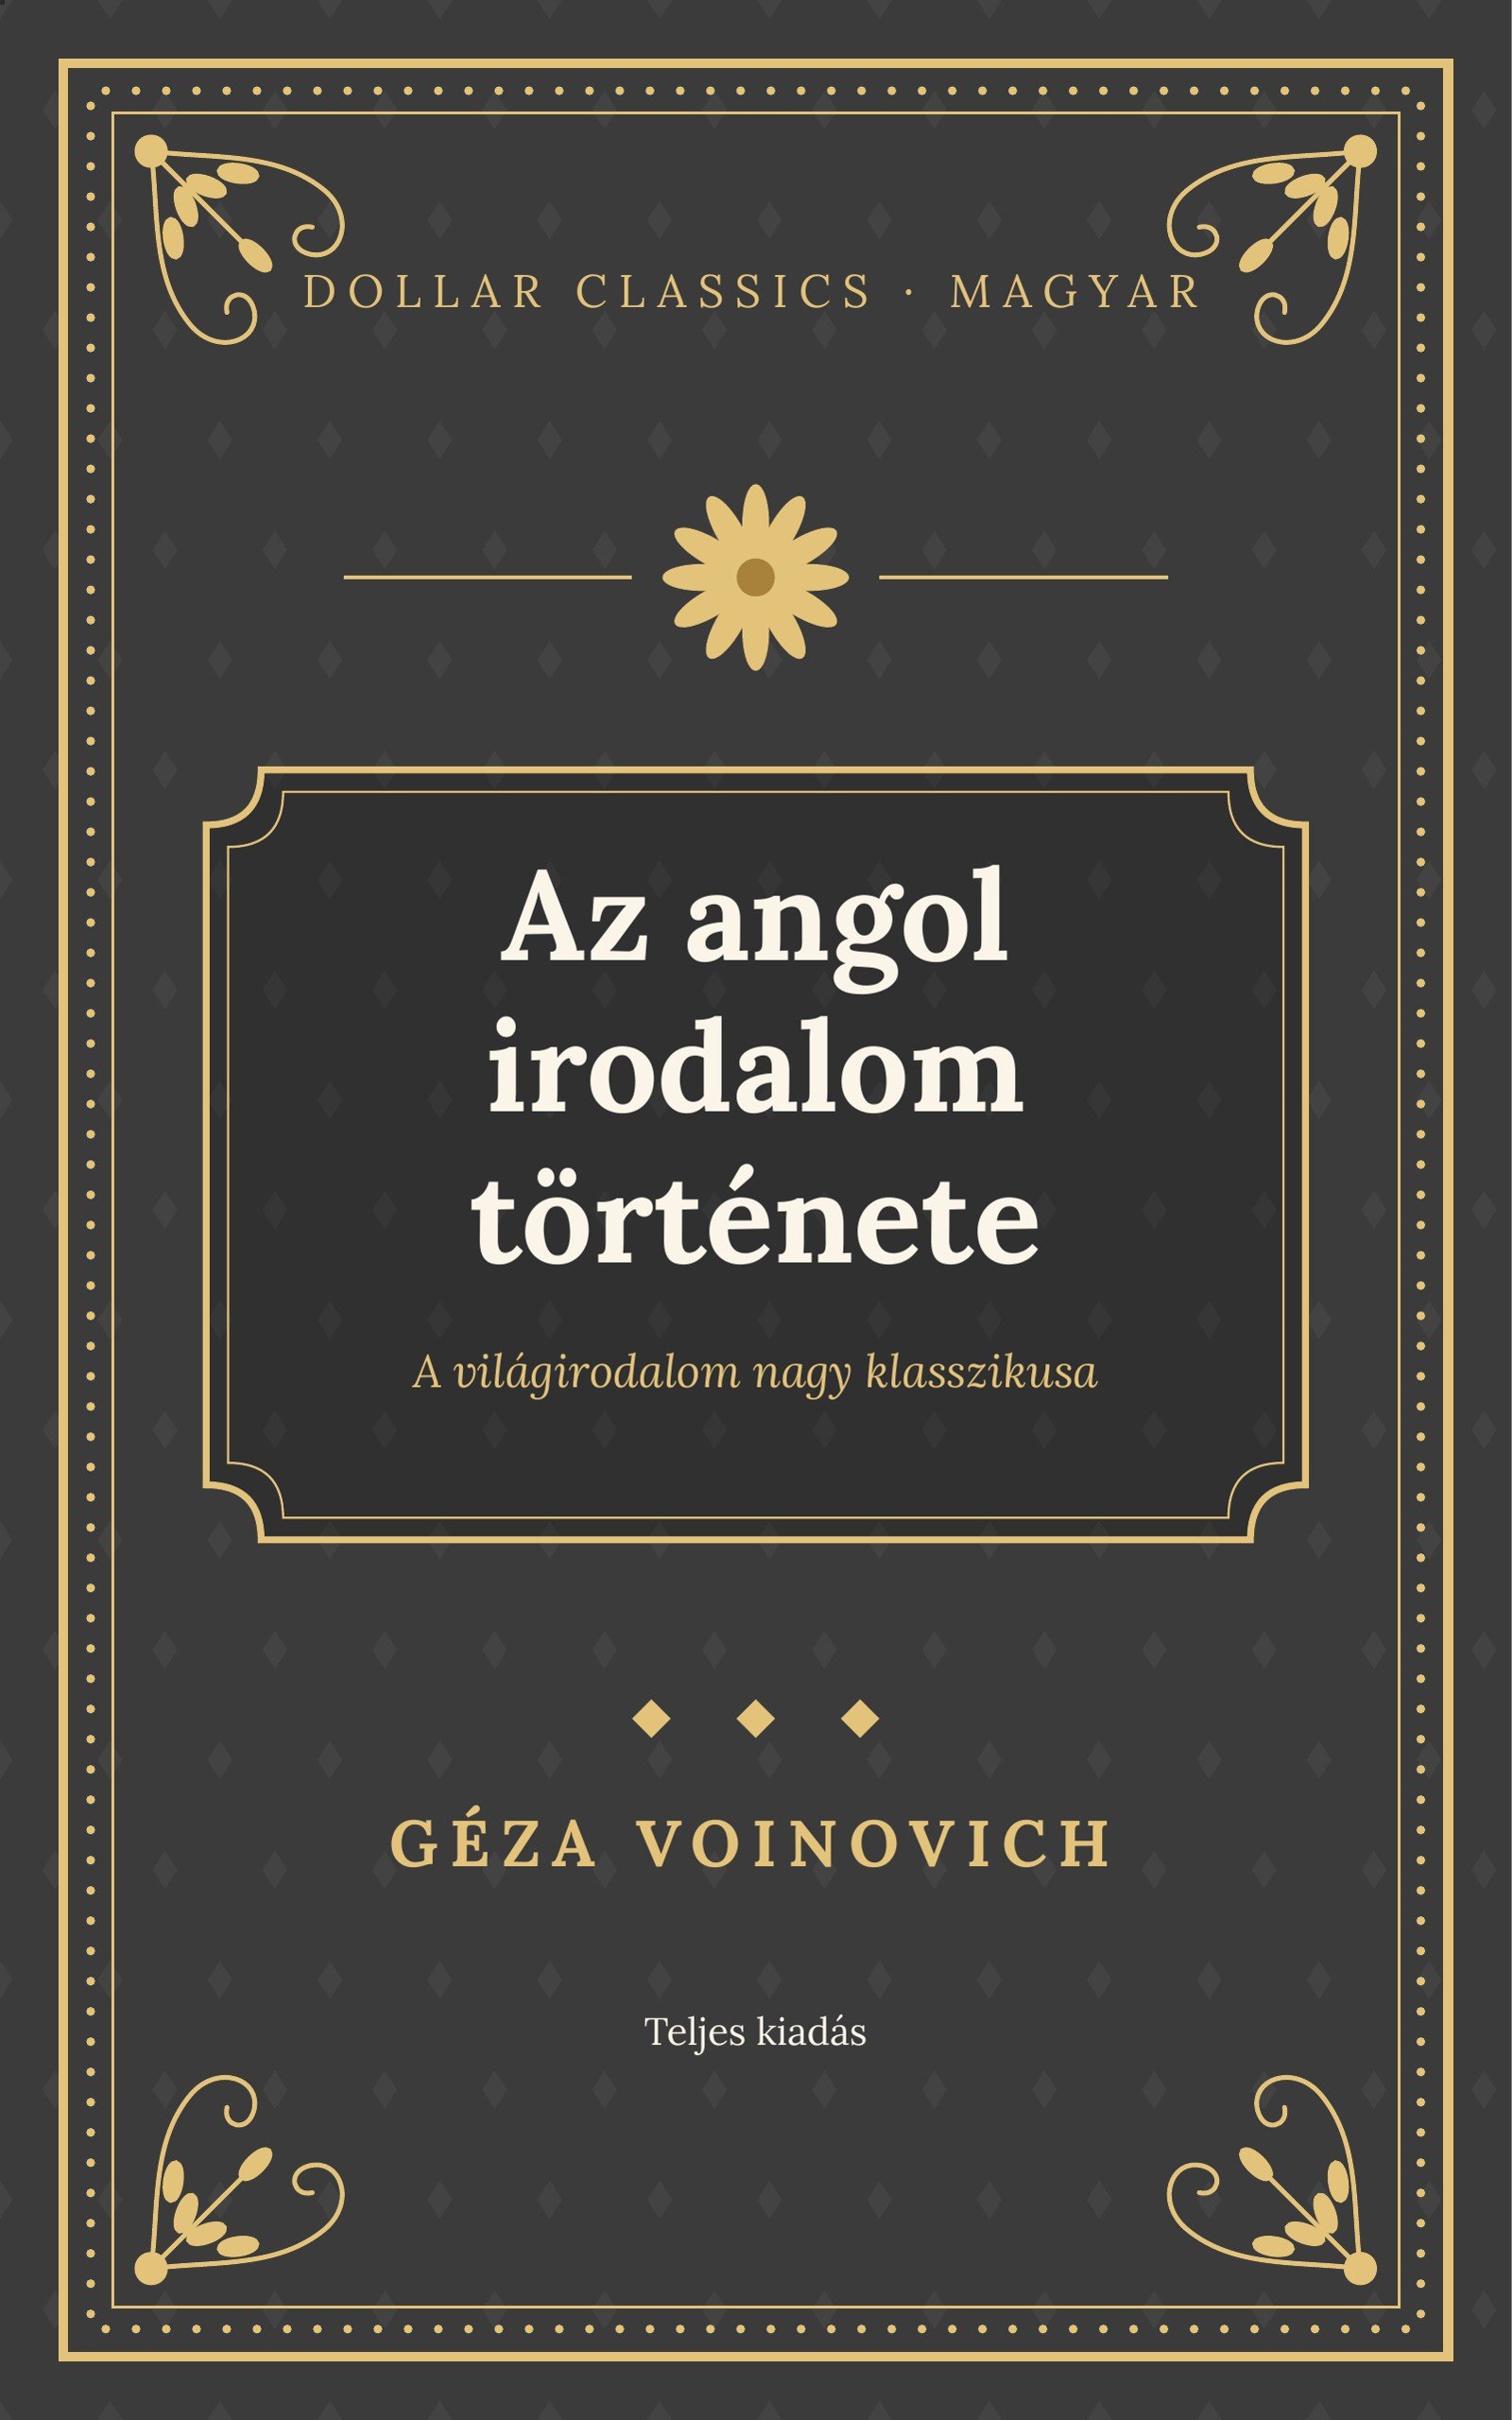 DOLLAR CLASSICS · MAGYAR
Az angol
irodalom
története
A világirodalom nagy klasszikusa
GÉZA VOINOVICH
Teljes kiadás